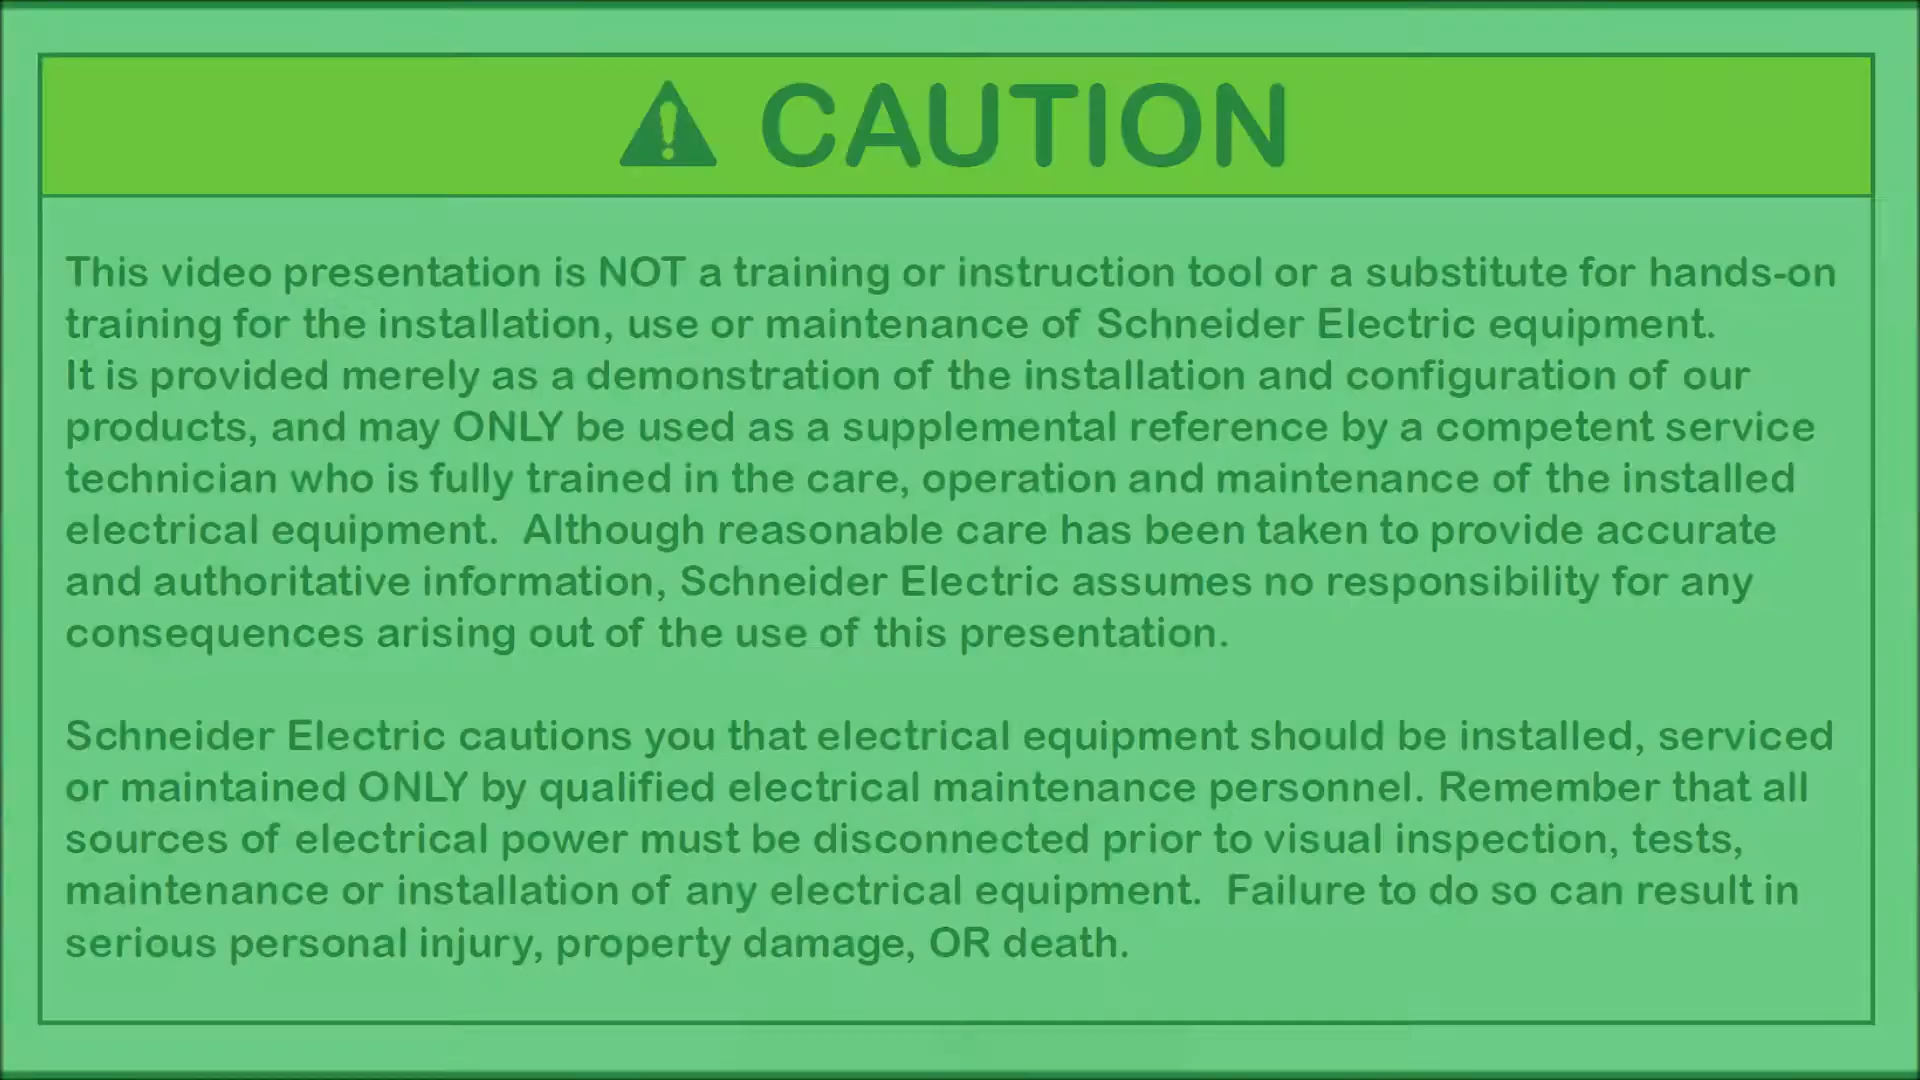 CAUTION
This video presentation is NOT a training or instruction tool or a substitute for hands-on
training for the installation, use or maintenance of Schneider Electric equipment.
It is provided merely as a demonstration of the installation and configuration of our
products, and may ONLY be used as a supplemental reference by a competent service
technician who is fully trained in the care, operation and maintenance of the installed
electrical equipment.  Although reasonable care has been taken to provide accurate
and authoritative information, Schneider Electric assumes no responsibility for any
consequences arising out of the use of this presentation.
Schneider Electric cautions you that electrical equipment should be installed, serviced
or maintained ONLY by qualified electrical maintenance personnel. Remember that all
sources of electrical power must be disconnected prior to visual inspection, tests,
maintenance or installation of any electrical equipment.  Failure to do so can result in
serious personal injury, property damage, OR death.